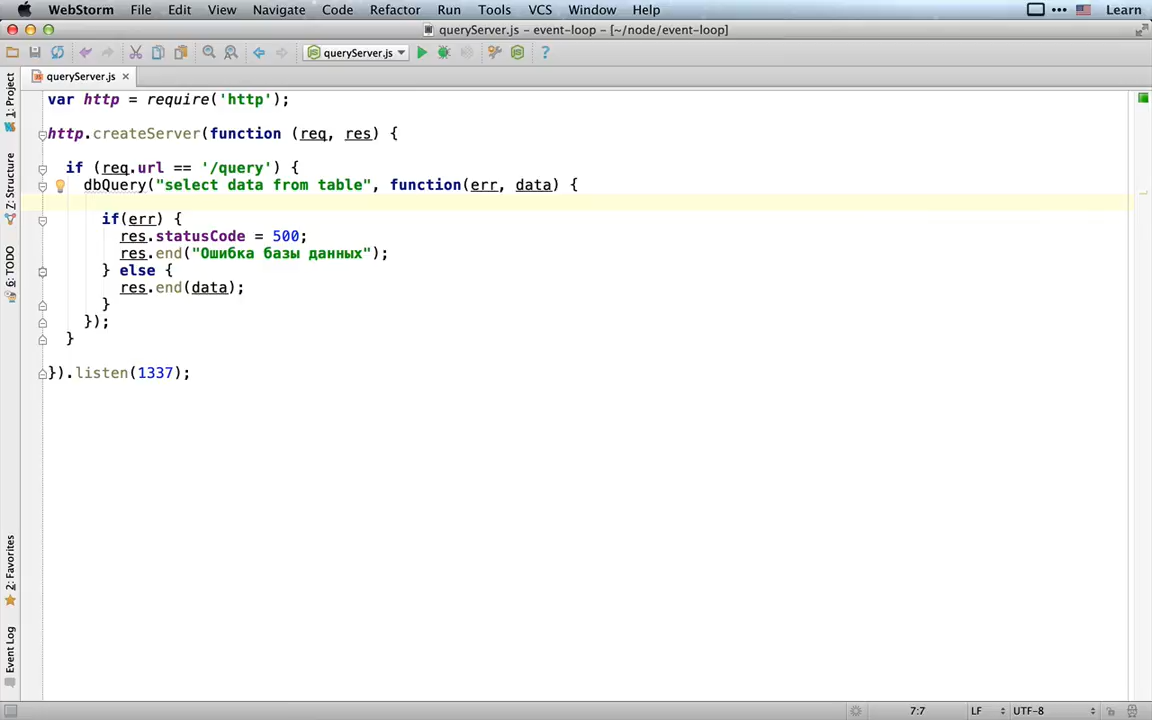 WebStorm File Edit View Navigate Code Refactor Run Tools VCS Window Help Learn
queryServer.js – event-loop – [~/node/event-loop]
queryServer.js
queryServer.js
1: Project
Z: Structure
6: TODO
2: Favorites
Event Log
var http = require('http');
http.createServer(function (req, res) {
if (req.url == '/query') {
dbQuery("select data from table", function(err, data) {
if(err) {
res.statusCode = 500;
res.end("Ошибка базы данных");
} else {
res.end(data);
}
});
}
}).listen(1337);
7:7 LF UTF-8